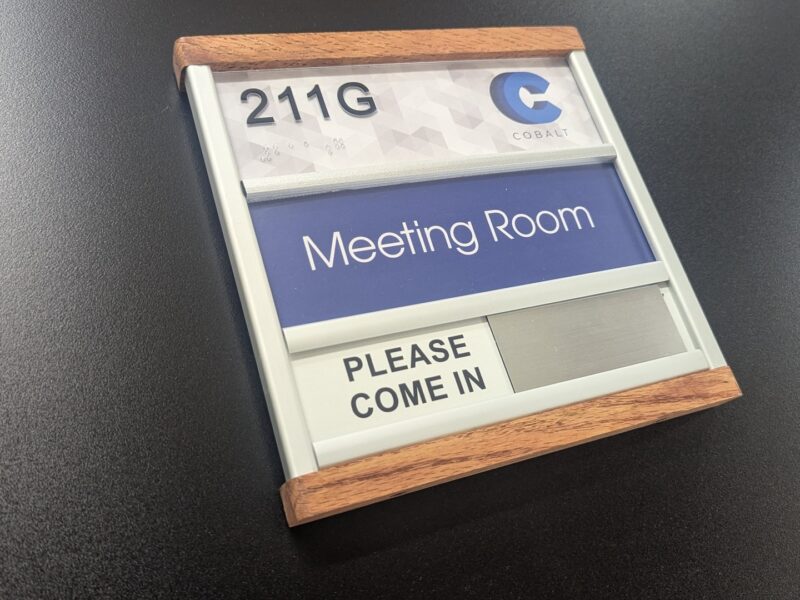 211G
COBALT
Meeting Room
PLEASE
COME IN